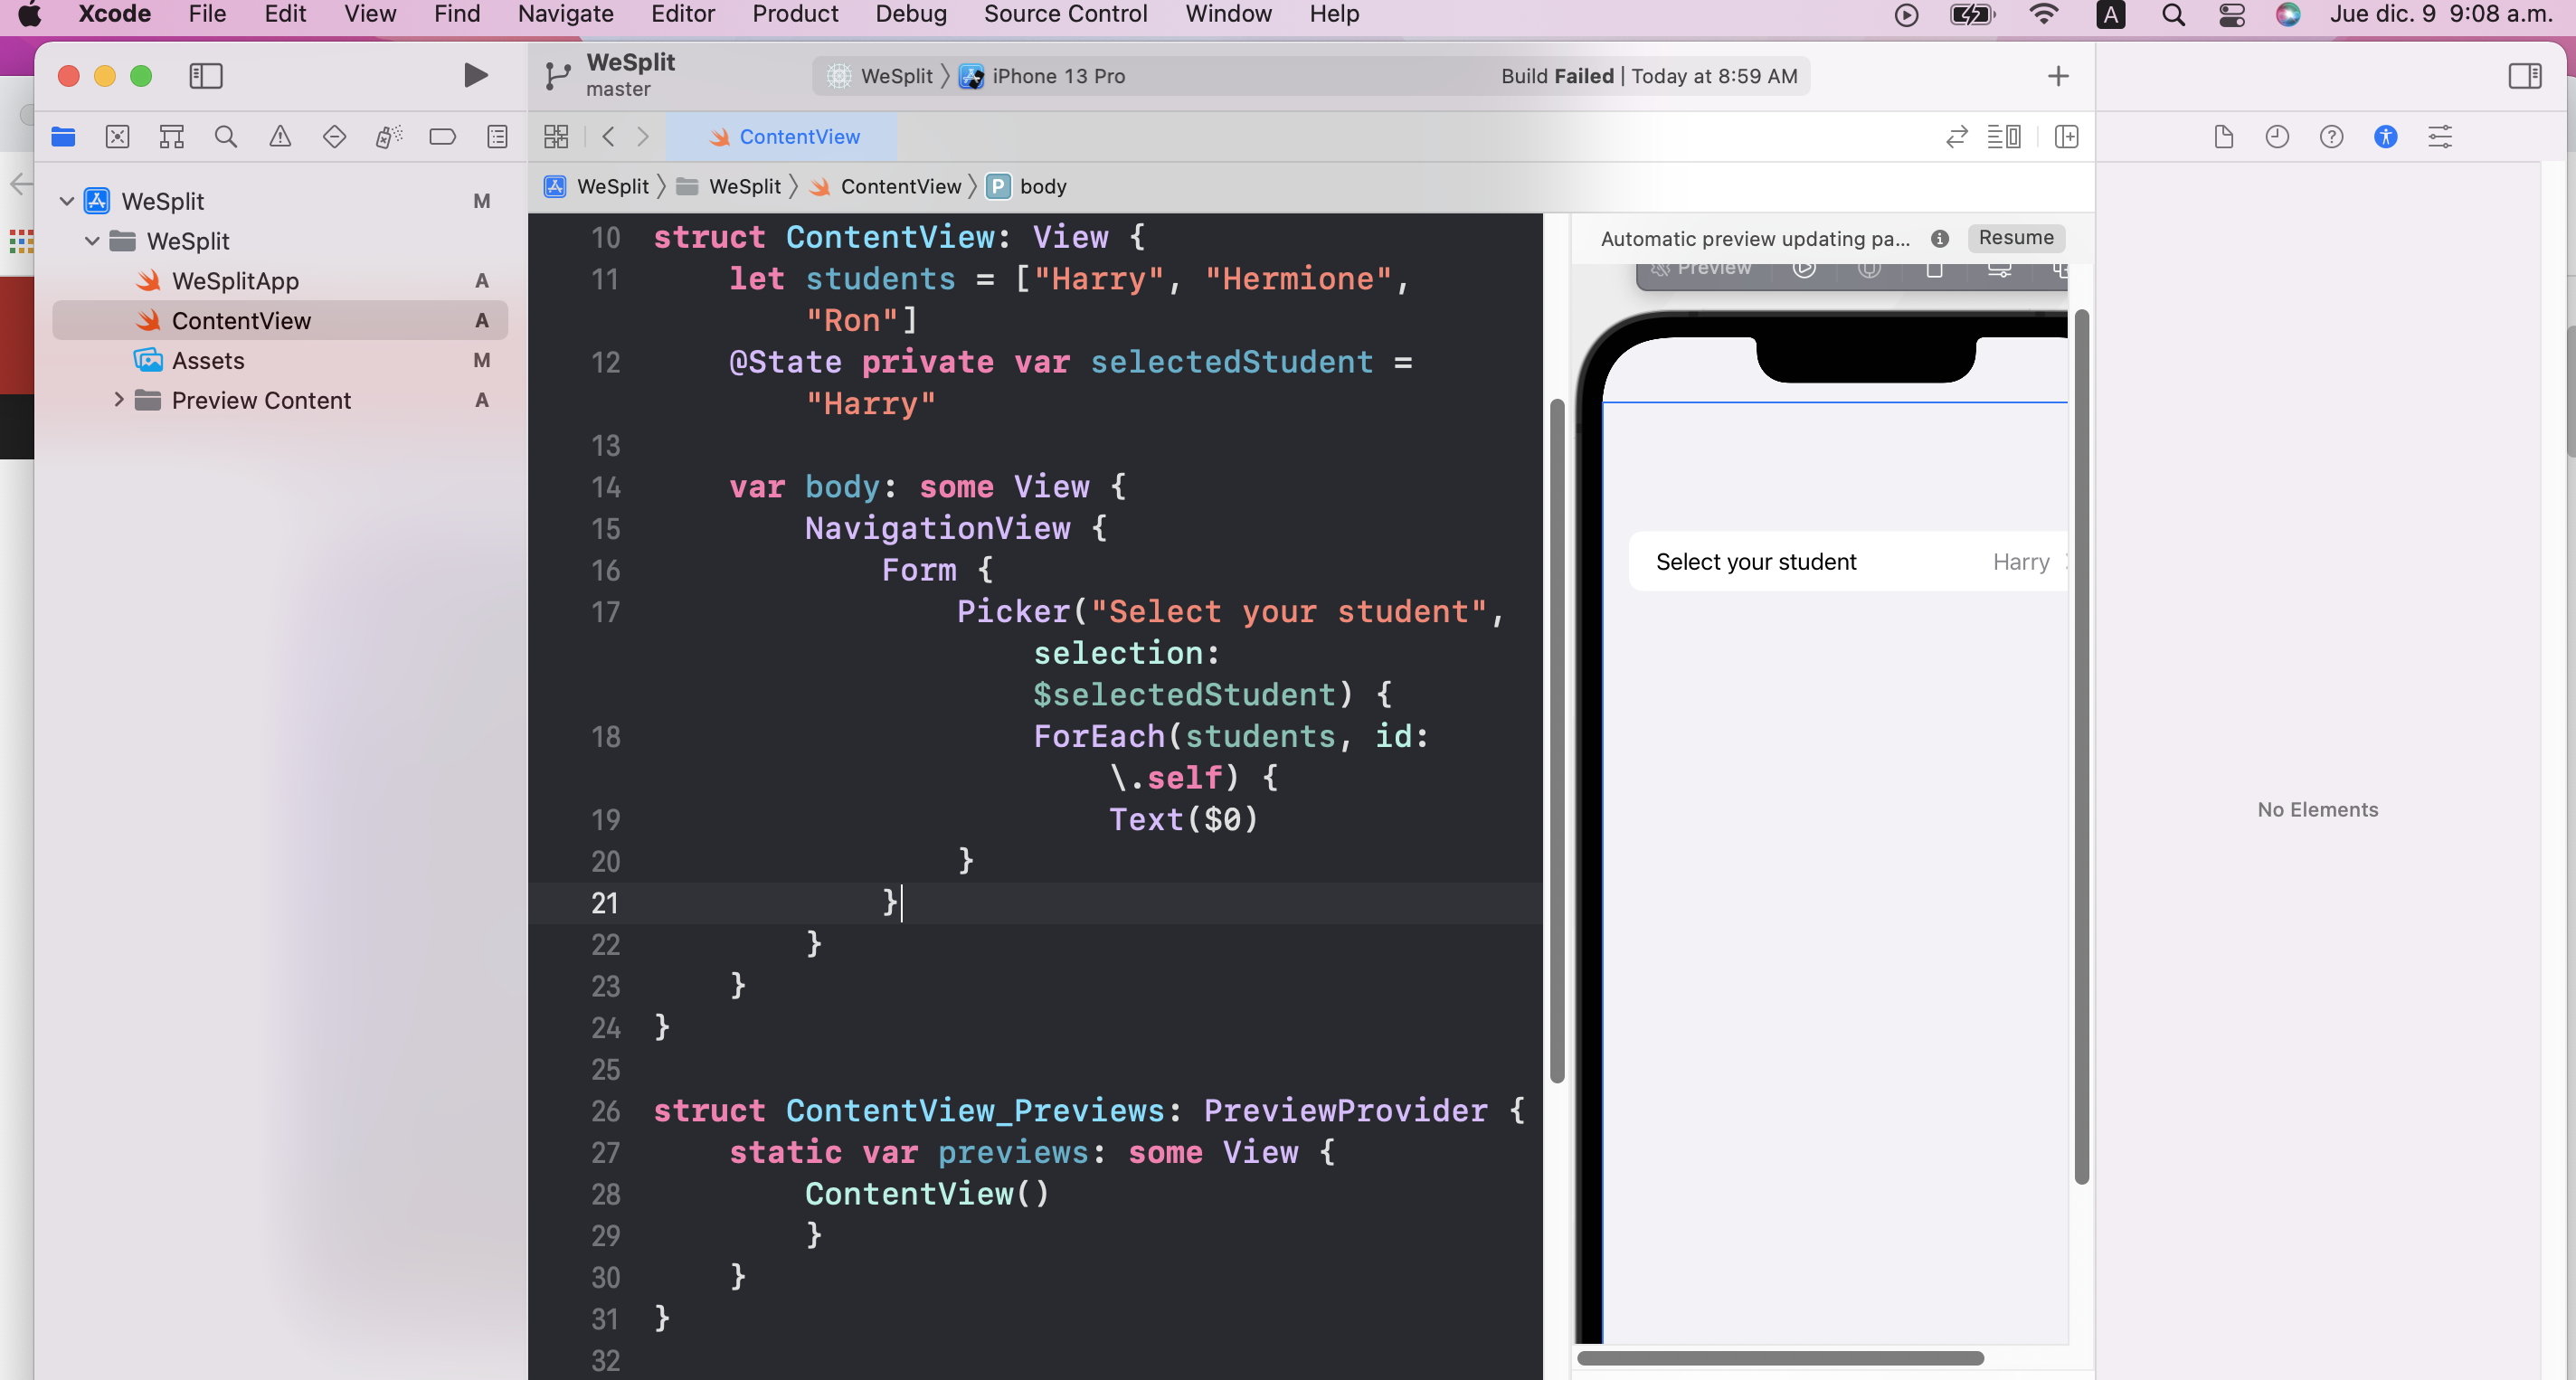 Xcode File Edit View Find Navigate Editor Product Debug Source Control Window Help A Jue dic. 9 9:08 a.m.
WeSplit
master
WeSplit iPhone 13 Pro
Build Failed | Today at 8:59 AM
ContentView
WeSplit WeSplit ContentView P body
WeSplit M
WeSplit
WeSplitApp A
ContentView A
Assets M
Preview Content A
10 struct ContentView: View {
11 let students = ["Harry", "Hermione",
"Ron"]
12 @State private var selectedStudent =
"Harry"
13
14 var body: some View {
15 NavigationView {
16 Form {
17 Picker("Select your student",
selection:
$selectedStudent) {
18 ForEach(students, id:
\.self) {
19 Text($0)
20 }
21 }
22 }
23 }
24 }
25
26 struct ContentView_Previews: PreviewProvider {
27 static var previews: some View {
28 ContentView()
29 }
30 }
31 }
32
Automatic preview updating pa... Resume
Preview
Select your student Harry
No Elements